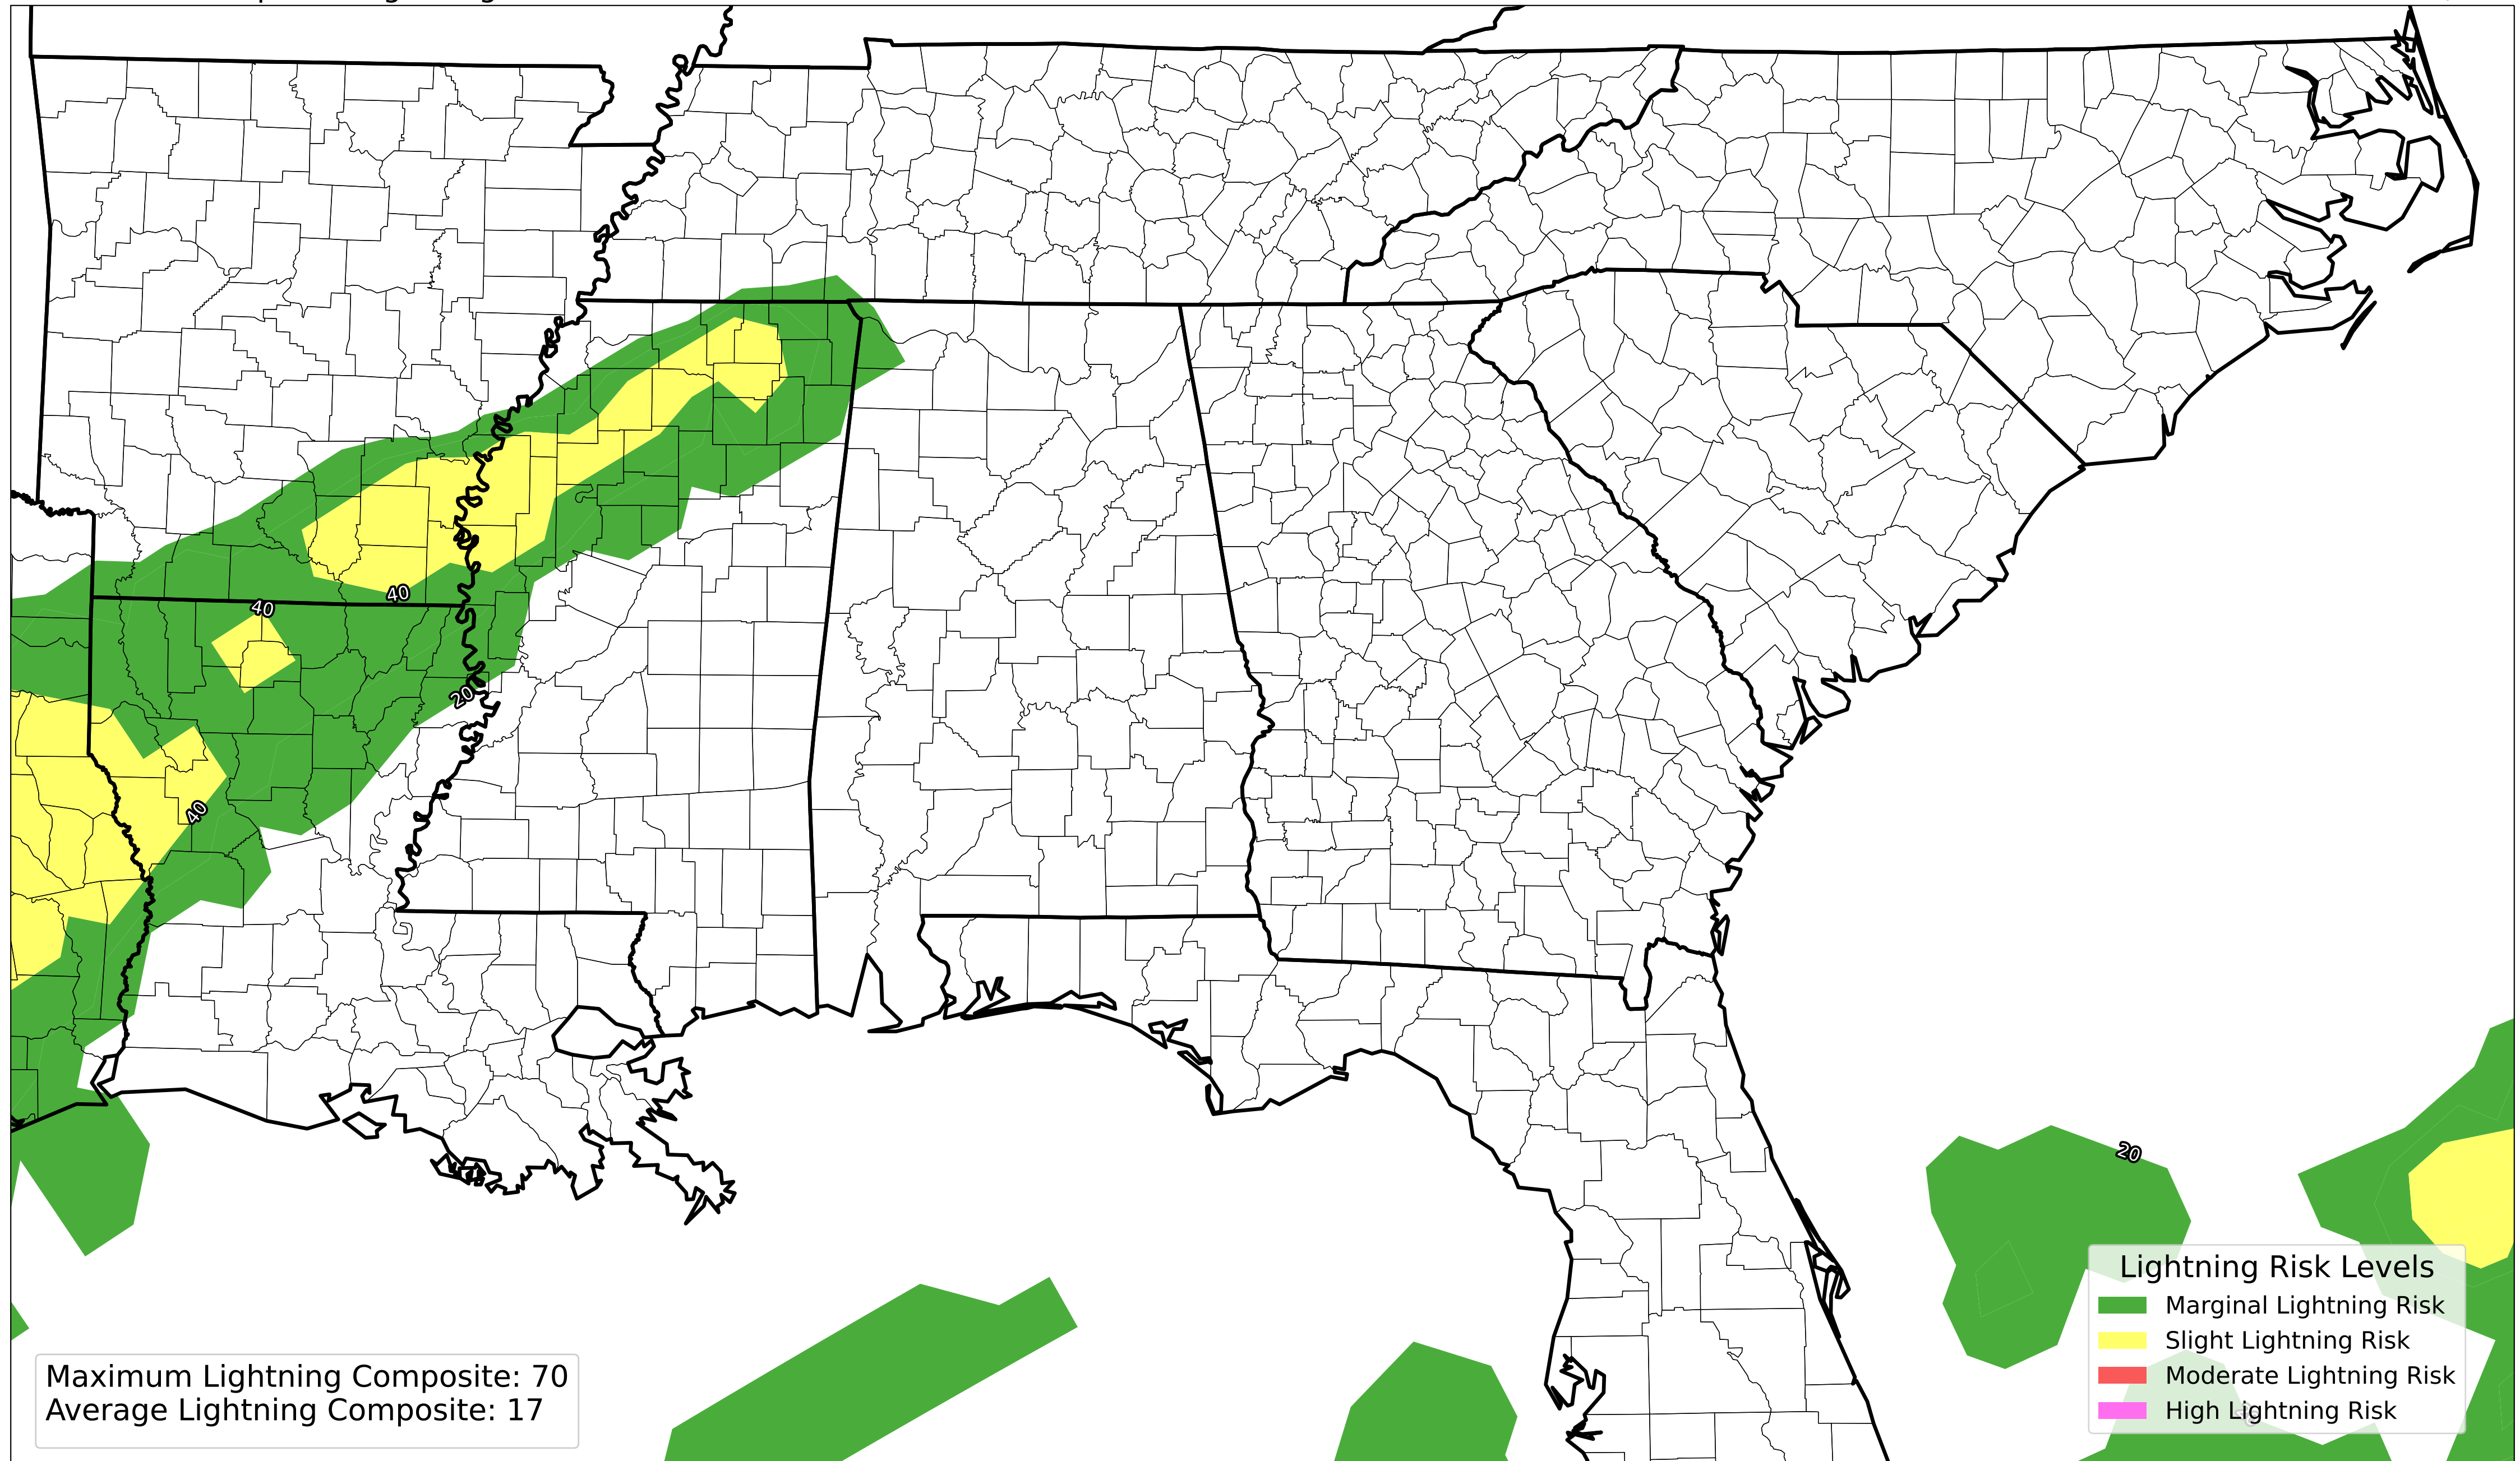 40
40
20
40
20
Lightning Risk Levels
Marginal Lightning Risk
Slight Lightning Risk
Moderate Lightning Risk
High Lightning Risk
Maximum Lightning Composite: 70
Average Lightning Composite: 17